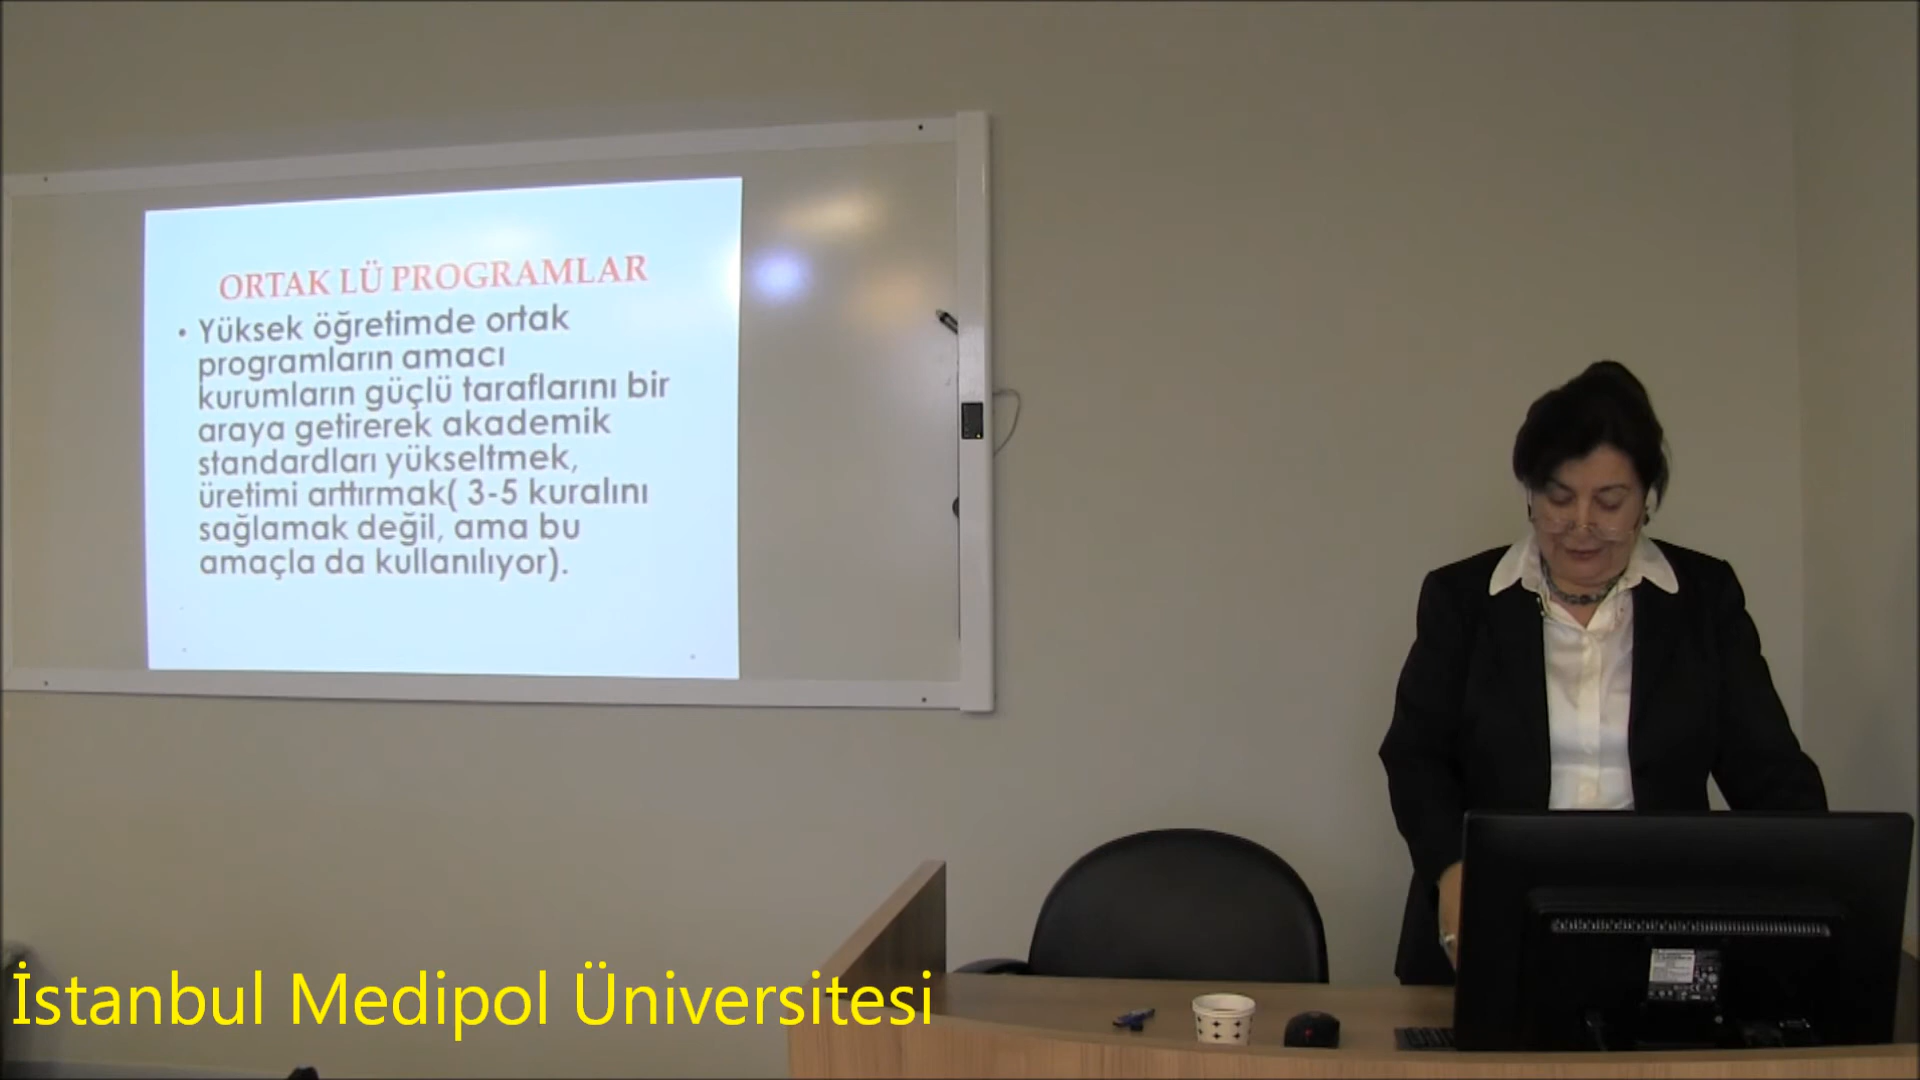 ORTAK LÜ PROGRAMLAR
• Yüksek öğretimde ortak
programların amacı
kurumların güçlü taraflarını bir
araya getirerek akademik
standardları yükseltmek,
üretimi arttırmak( 3-5 kuralını
sağlamak değil, ama bu
amaçla da kullanılıyor).
İstanbul Medipol Üniversitesi